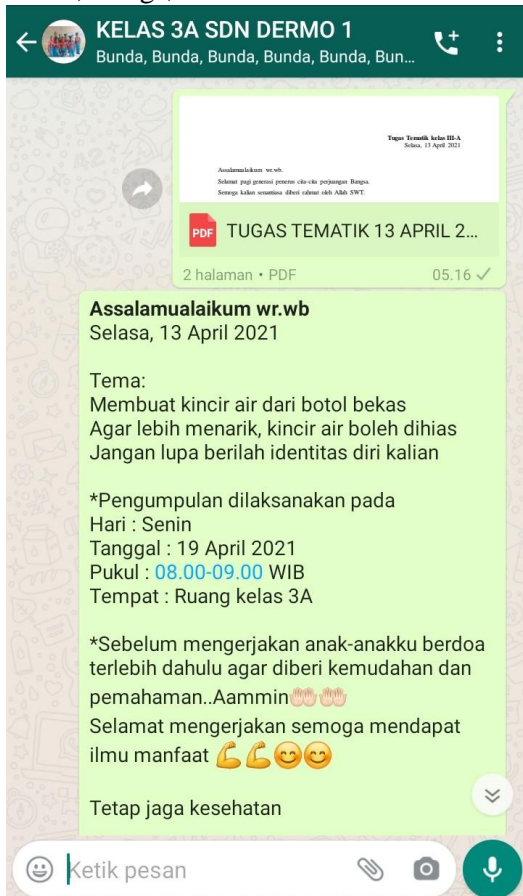 KELAS 3A SDN DERMO 1
Bunda, Bunda, Bunda, Bunda, Bunda, Bun...
Tugas Tematik kelas III-A
Selasa, 13 April 2021
Assalamualaikum wr.wb.
Selamat pagi generasi penerus cita-cita perjuangan Bangsa.
Semoga kalian senantiasa diberi rahmat oleh Allah SWT.
PDF TUGAS TEMATIK 13 APRIL 2...
2 halaman • PDF 05.16
Assalamualaikum wr.wb
Selasa, 13 April 2021
Tema:
Membuat kincir air dari botol bekas
Agar lebih menarik, kincir air boleh dihias
Jangan lupa berilah identitas diri kalian
*Pengumpulan dilaksanakan pada
Hari : Senin
Tanggal : 19 April 2021
Pukul : 08.00-09.00 WIB
Tempat : Ruang kelas 3A
*Sebelum mengerjakan anak-anakku berdoa
terlebih dahulu agar diberi kemudahan dan
pemahaman..Aammin🤲🏻🤲🏻
Selamat mengerjakan semoga mendapat
ilmu manfaat 💪💪😊😊
Tetap jaga kesehatan
Ketik pesan